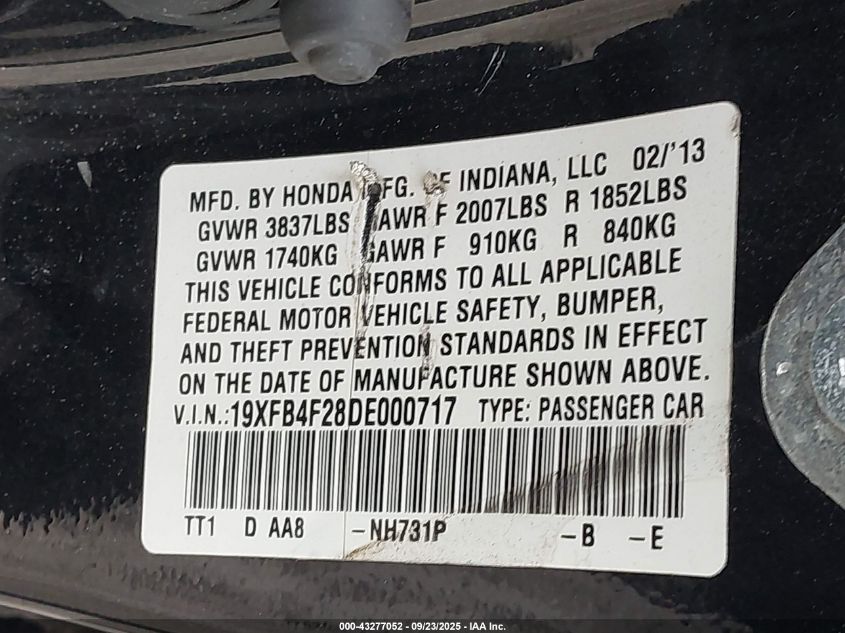 MFD. BY HONDA MFG. OF INDIANA, LLC 02/'13
GVWR 3837LBS GAWR F 2007LBS R 1852LBS
GVWR 1740KG GAWR F 910KG R 840KG
THIS VEHICLE CONFORMS TO ALL APPLICABLE
FEDERAL MOTOR VEHICLE SAFETY, BUMPER,
AND THEFT PREVENTION STANDARDS IN EFFECT
ON THE DATE OF MANUFACTURE SHOWN ABOVE.
V.I.N.:19XFB4F28DE000717 TYPE: PASSENGER CAR
TT1 D AA8 -NH731P -B -E
000-43277052 - 09/23/2025 - IAA Inc.